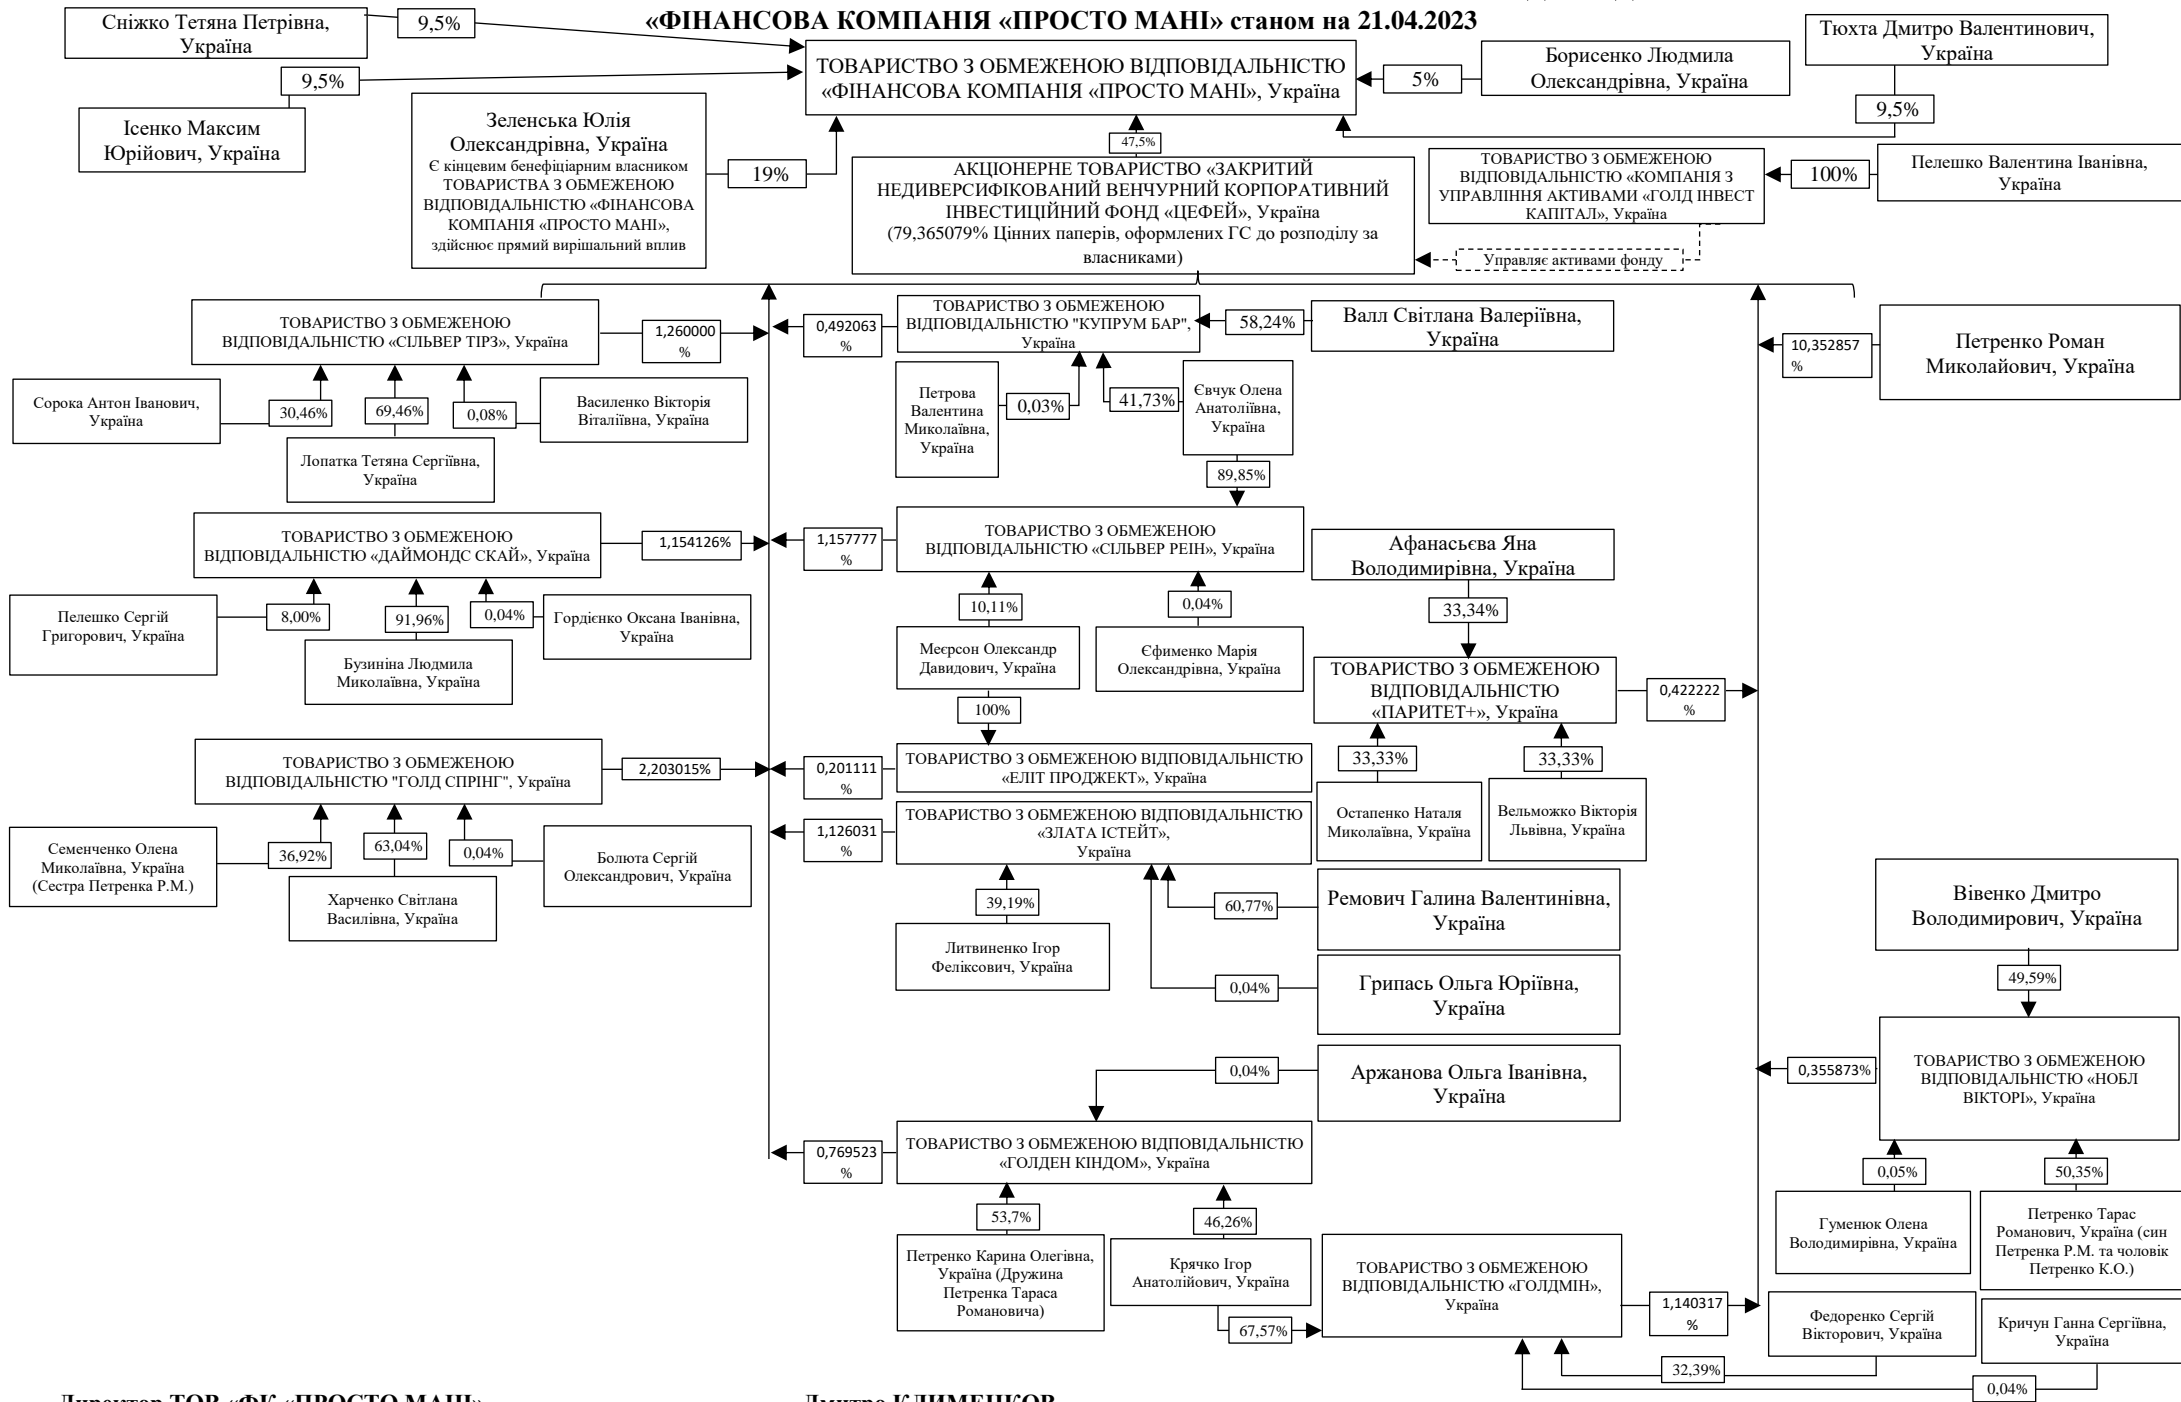 «ФІНАНСОВА КОМПАНІЯ «ПРОСТО МАНІ» станом на 21.04.2023
Сніжко Тетяна Петрівна,
Україна
9,5%
Ісенко Максим
Юрійович, Україна
9,5%
ТОВАРИСТВО З ОБМЕЖЕНОЮ ВІДПОВІДАЛЬНІСТЮ
«ФІНАНСОВА КОМПАНІЯ «ПРОСТО МАНІ», Україна
5%
Борисенко Людмила
Олександрівна, Україна
Тюхта Дмитро Валентинович,
Україна
9,5%
Зеленська Юлія
Олександрівна, Україна
Є кінцевим бенефіціарним власником
ТОВАРИСТВА З ОБМЕЖЕНОЮ
ВІДПОВІДАЛЬНІСТЮ «ФІНАНСОВА
КОМПАНІЯ «ПРОСТО МАНІ»,
здійснює прямий вирішальний вплив
19%
47,5%
АКЦІОНЕРНЕ ТОВАРИСТВО «ЗАКРИТИЙ
НЕДИВЕРСИФІКОВАНИЙ ВЕНЧУРНИЙ КОРПОРАТИВНИЙ
ІНВЕСТИЦІЙНИЙ ФОНД «ЦЕФЕЙ», Україна
(79,365079% Цінних паперів, оформлених ГС до розподілу за
власниками)
ТОВАРИСТВО З ОБМЕЖЕНОЮ
ВІДПОВІДАЛЬНІСТЮ «КОМПАНІЯ З
УПРАВЛІННЯ АКТИВАМИ «ГОЛД ІНВЕСТ
КАПІТАЛ», Україна
100%
Пелешко Валентина Іванівна,
Україна
Управляє активами фонду
ТОВАРИСТВО З ОБМЕЖЕНОЮ
ВІДПОВІДАЛЬНІСТЮ «СІЛЬВЕР ТІРЗ», Україна
1,260000
%
Сорока Антон Іванович,
Україна
30,46%
69,46%
0,08%
Василенко Вікторія
Віталіївна, Україна
Лопатка Тетяна Сергіївна,
Україна
0,492063
%
ТОВАРИСТВО З ОБМЕЖЕНОЮ
ВІДПОВІДАЛЬНІСТЮ "КУПРУМ БАР",
Україна
58,24%
Валл Світлана Валеріївна,
Україна
Петрова
Валентина
Миколаївна,
Україна
0,03%
41,73%
Євчук Олена
Анатоліївна,
Україна
89,85%
10,352857
%
Петренко Роман
Миколайович, Україна
ТОВАРИСТВО З ОБМЕЖЕНОЮ
ВІДПОВІДАЛЬНІСТЮ «ДАЙМОНДС СКАЙ», Україна
1,154126%
Пелешко Сергій
Григорович, Україна
8,00%
91,96%
0,04%
Гордієнко Оксана Іванівна,
Україна
Бузиніна Людмила
Миколаївна, Україна
1,157777
%
ТОВАРИСТВО З ОБМЕЖЕНОЮ
ВІДПОВІДАЛЬНІСТЮ «СІЛЬВЕР РЕІН», Україна
10,11%
0,04%
Меєрсон Олександр
Давидович, Україна
Єфименко Марія
Олександрівна, Україна
100%
Афанасьєва Яна
Володимирівна, Україна
33,34%
ТОВАРИСТВО З ОБМЕЖЕНОЮ
ВІДПОВІДАЛЬНІСТЮ
«ПАРИТЕТ+», Україна
0,422222
%
33,33%
33,33%
Остапенко Наталя
Миколаївна, Україна
Вельможко Вікторія
Львівна, Україна
ТОВАРИСТВО З ОБМЕЖЕНОЮ
ВІДПОВІДАЛЬНІСТЮ "ГОЛД СПРІНГ", Україна
2,203015%
Семенченко Олена
Миколаївна, Україна
(Сестра Петренка Р.М.)
36,92%
63,04%
0,04%
Болюта Сергій
Олександрович, Україна
Харченко Світлана
Василівна, Україна
0,201111
%
ТОВАРИСТВО З ОБМЕЖЕНОЮ ВІДПОВІДАЛЬНІСТЮ
«ЕЛІТ ПРОДЖЕКТ», Україна
1,126031
%
ТОВАРИСТВО З ОБМЕЖЕНОЮ ВІДПОВІДАЛЬНІСТЮ
«ЗЛАТА ІСТЕЙТ»,
Україна
39,19%
Литвиненко Ігор
Феліксович, Україна
60,77%
Ремович Галина Валентинівна,
Україна
0,04%
Грипась Ольга Юріївна,
Україна
0,04%
Аржанова Ольга Іванівна,
Україна
0,769523
%
ТОВАРИСТВО З ОБМЕЖЕНОЮ ВІДПОВІДАЛЬНІСТЮ
«ГОЛДЕН КІНДОМ», Україна
53,7%
46,26%
Петренко Карина Олегівна,
Україна (Дружина
Петренка Тараса
Романовича)
Крячко Ігор
Анатолійович, Україна
67,57%
ТОВАРИСТВО З ОБМЕЖЕНОЮ
ВІДПОВІДАЛЬНІСТЮ «ГОЛДМІН»,
Україна
1,140317
%
Вівенко Дмитро
Володимирович, Україна
49,59%
0,355873%
ТОВАРИСТВО З ОБМЕЖЕНОЮ
ВІДПОВІДАЛЬНІСТЮ «НОБЛ
ВІКТОРІ», Україна
0,05%
50,35%
Гуменюк Олена
Володимирівна, Україна
Петренко Тарас
Романович, Україна (син
Петренка Р.М. та чоловік
Петренко К.О.)
Федоренко Сергій
Вікторович, Україна
Кричун Ганна Сергіївна,
Україна
32,39%
0,04%
Директор ТОВ «ФК «ПРОСТО МАНІ» Дмитро КЛИМЕНКОВ